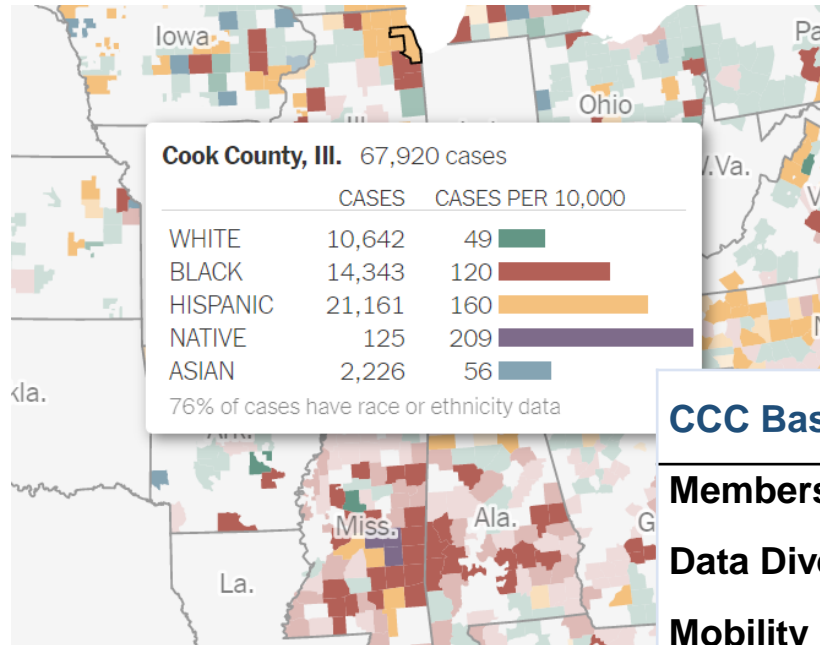 Iowa
Pa
Ohio
Ill.
Cook County, Ill. 67,920 cases
CASES CASES PER 10,000
WHITE 10,642 49
BLACK 14,343 120
HISPANIC 21,161 160
NATIVE 125 209
ASIAN 2,226 56
76% of cases have race or ethnicity data
W.Va.
V
N
kla.
Ark.
Miss.
Ala.
G
La.
CCC Bas
Members
Data Dive
Mobility